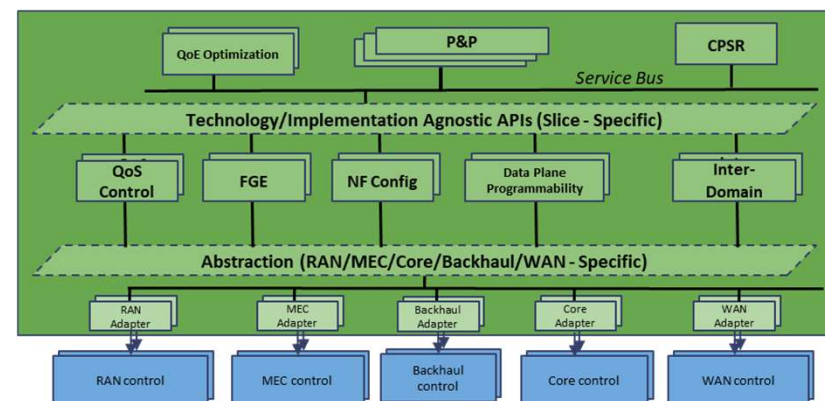 QoE Optimization
P&P
CPSR
Service Bus
Technology/Implementation Agnostic APIs (Slice - Specific)
QoS
Control
FGE
NF Config
Data Plane
Programmability
Inter-
Domain
Abstraction (RAN/MEC/Core/Backhaul/WAN - Specific)
RAN
Adapter
MEC
Adapter
Backhaul
Adapter
Core
Adapter
WAN
Adapter
RAN control
MEC control
Backhaul
control
Core control
WAN control